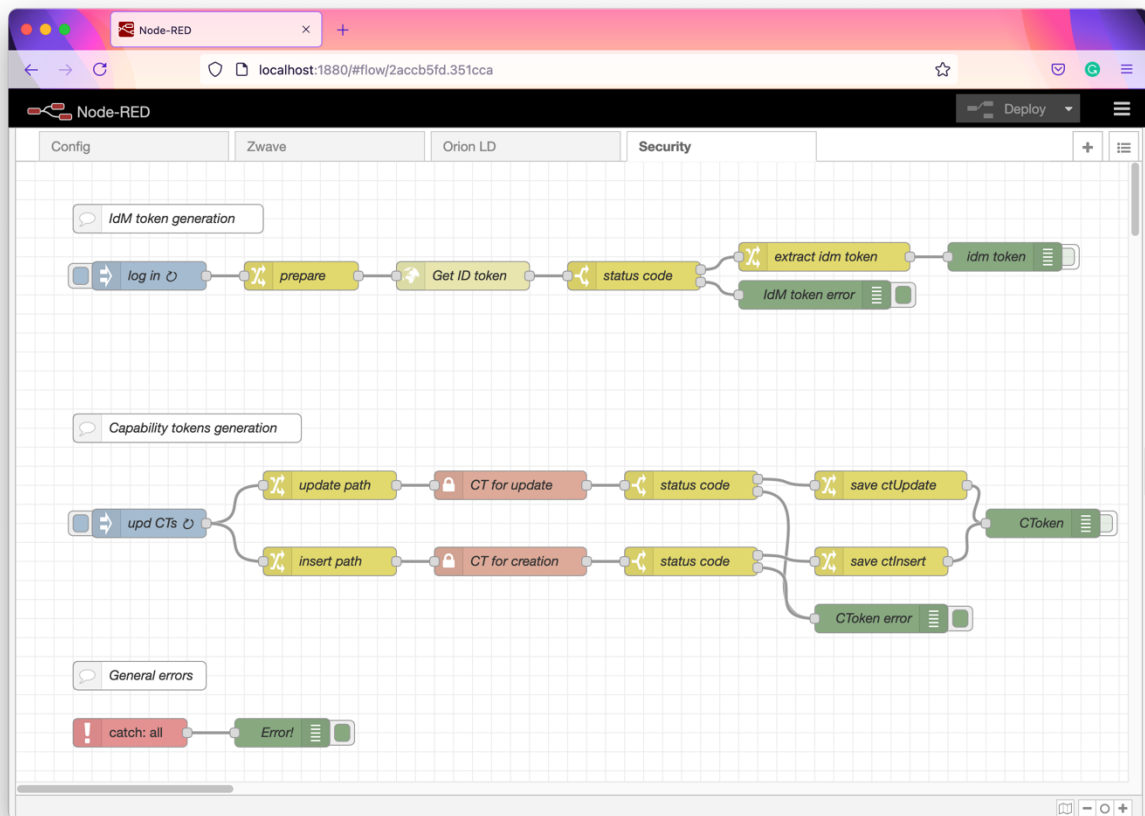 Node-RED
localhost:1880/#flow/2accb5fd.351cca
Node-RED
Deploy
Config
Zwave
Orion LD
Security
IdM token generation
log in ↻
prepare
Get ID token
status code
extract idm token
idm token
IdM token error
Capability tokens generation
update path
CT for update
status code
save ctUpdate
upd CTs ↻
CToken
insert path
CT for creation
status code
save ctInsert
CToken error
General errors
catch: all
Error!